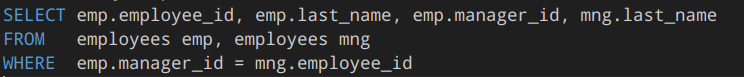 SELECT emp.employee_id, emp.last_name, emp.manager_id, mng.last_name
FROM   employees emp, employees mng
WHERE  emp.manager_id = mng.employee_id